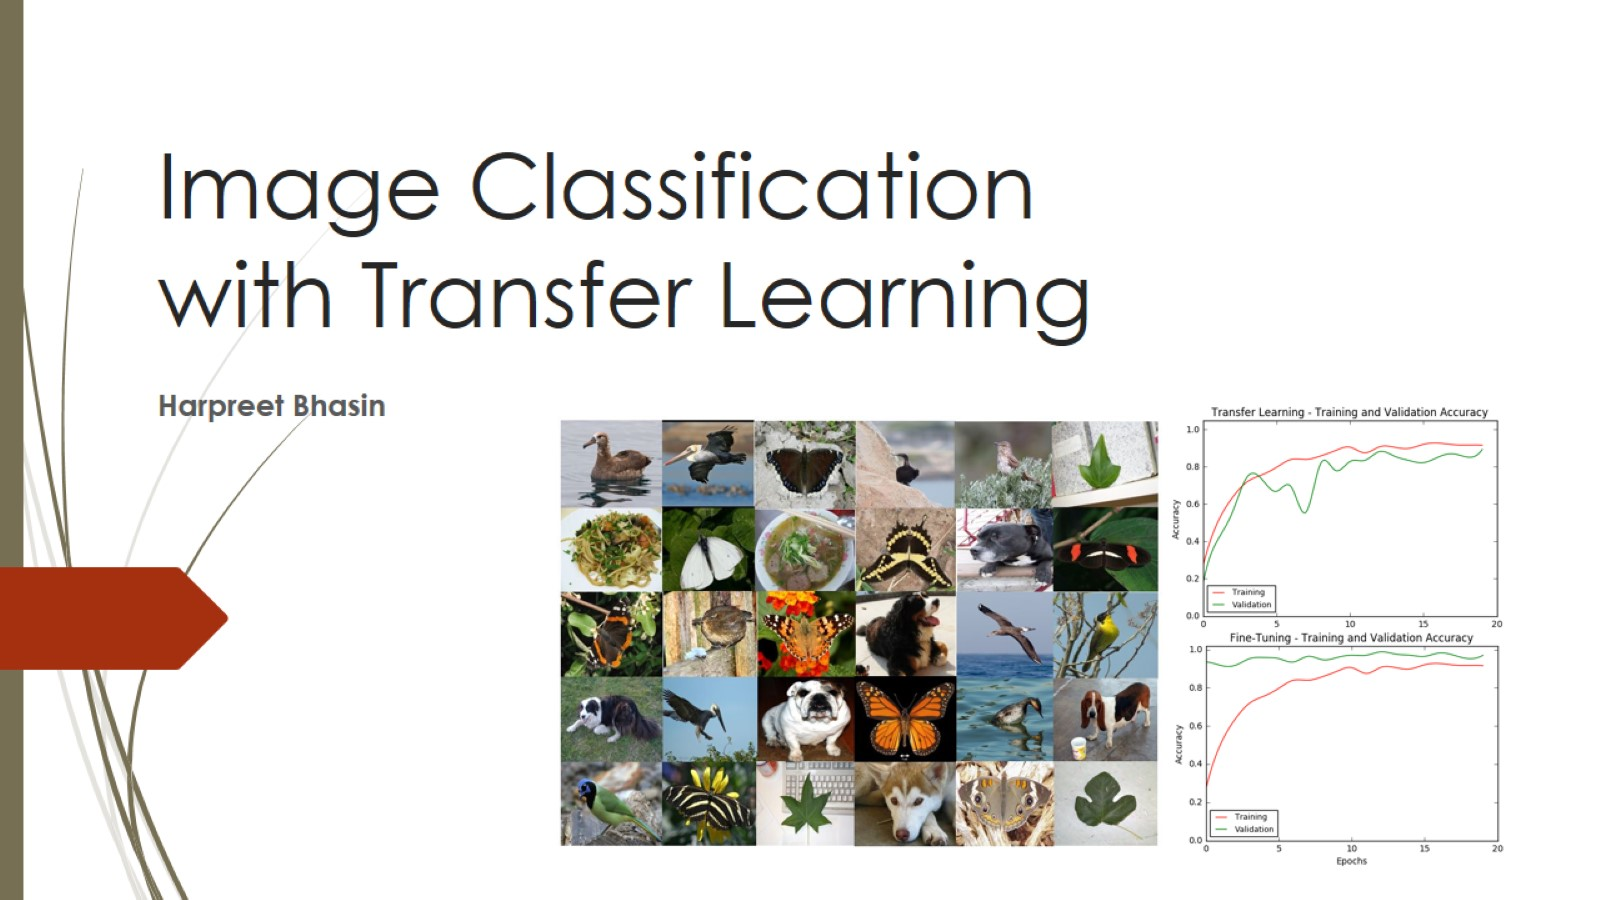 Image Classification
with Transfer Learning
Harpreet Bhasin
Transfer Learning - Training and Validation Accuracy
1.0
0.8
0.6
0.4
0.2
0.0
Accuracy
Training
Validation
0 5 10 15 20
Fine-Tuning - Training and Validation Accuracy
1.0
0.8
0.6
0.4
0.2
0.0
Accuracy
Training
Validation
0 5 10 15 20
Epochs